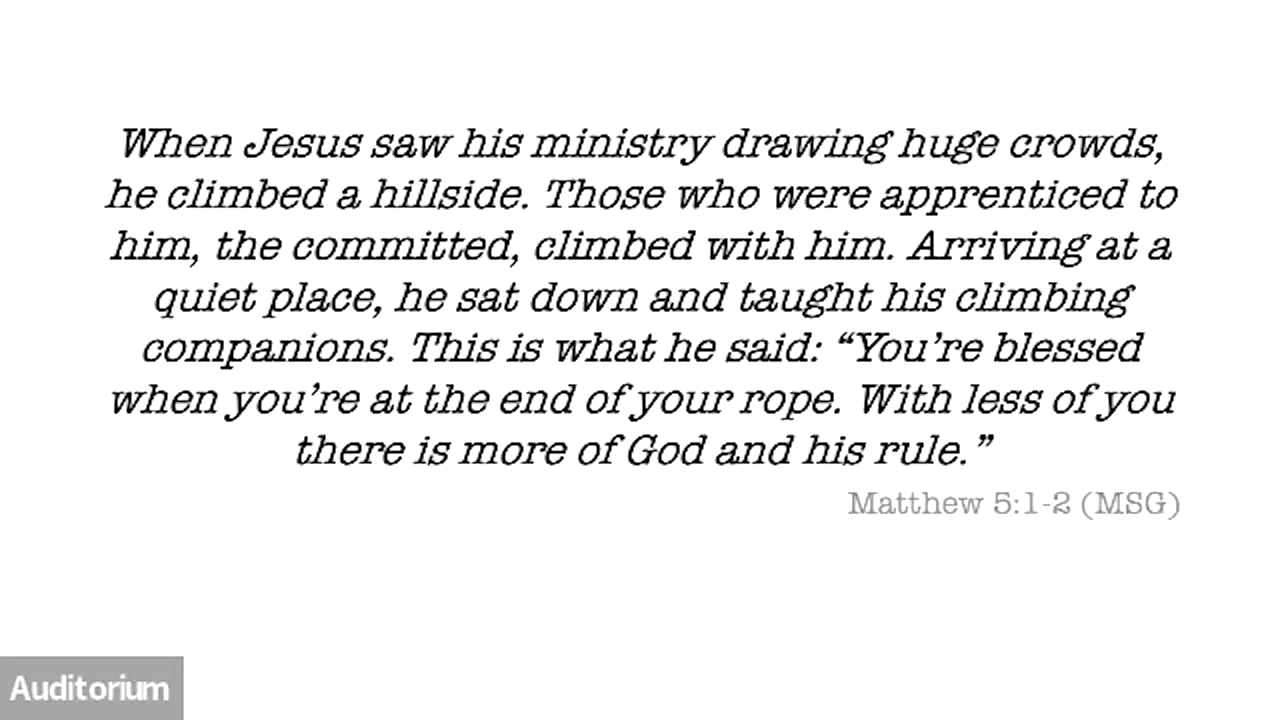 When Jesus saw his ministry drawing huge crowds,
he climbed a hillside. Those who were apprenticed to
him, the committed, climbed with him. Arriving at a
quiet place, he sat down and taught his climbing
companions. This is what he said: “You’re blessed
when you’re at the end of your rope. With less of you
there is more of God and his rule.”
Matthew 5:1-2 (MSG)
Auditorium